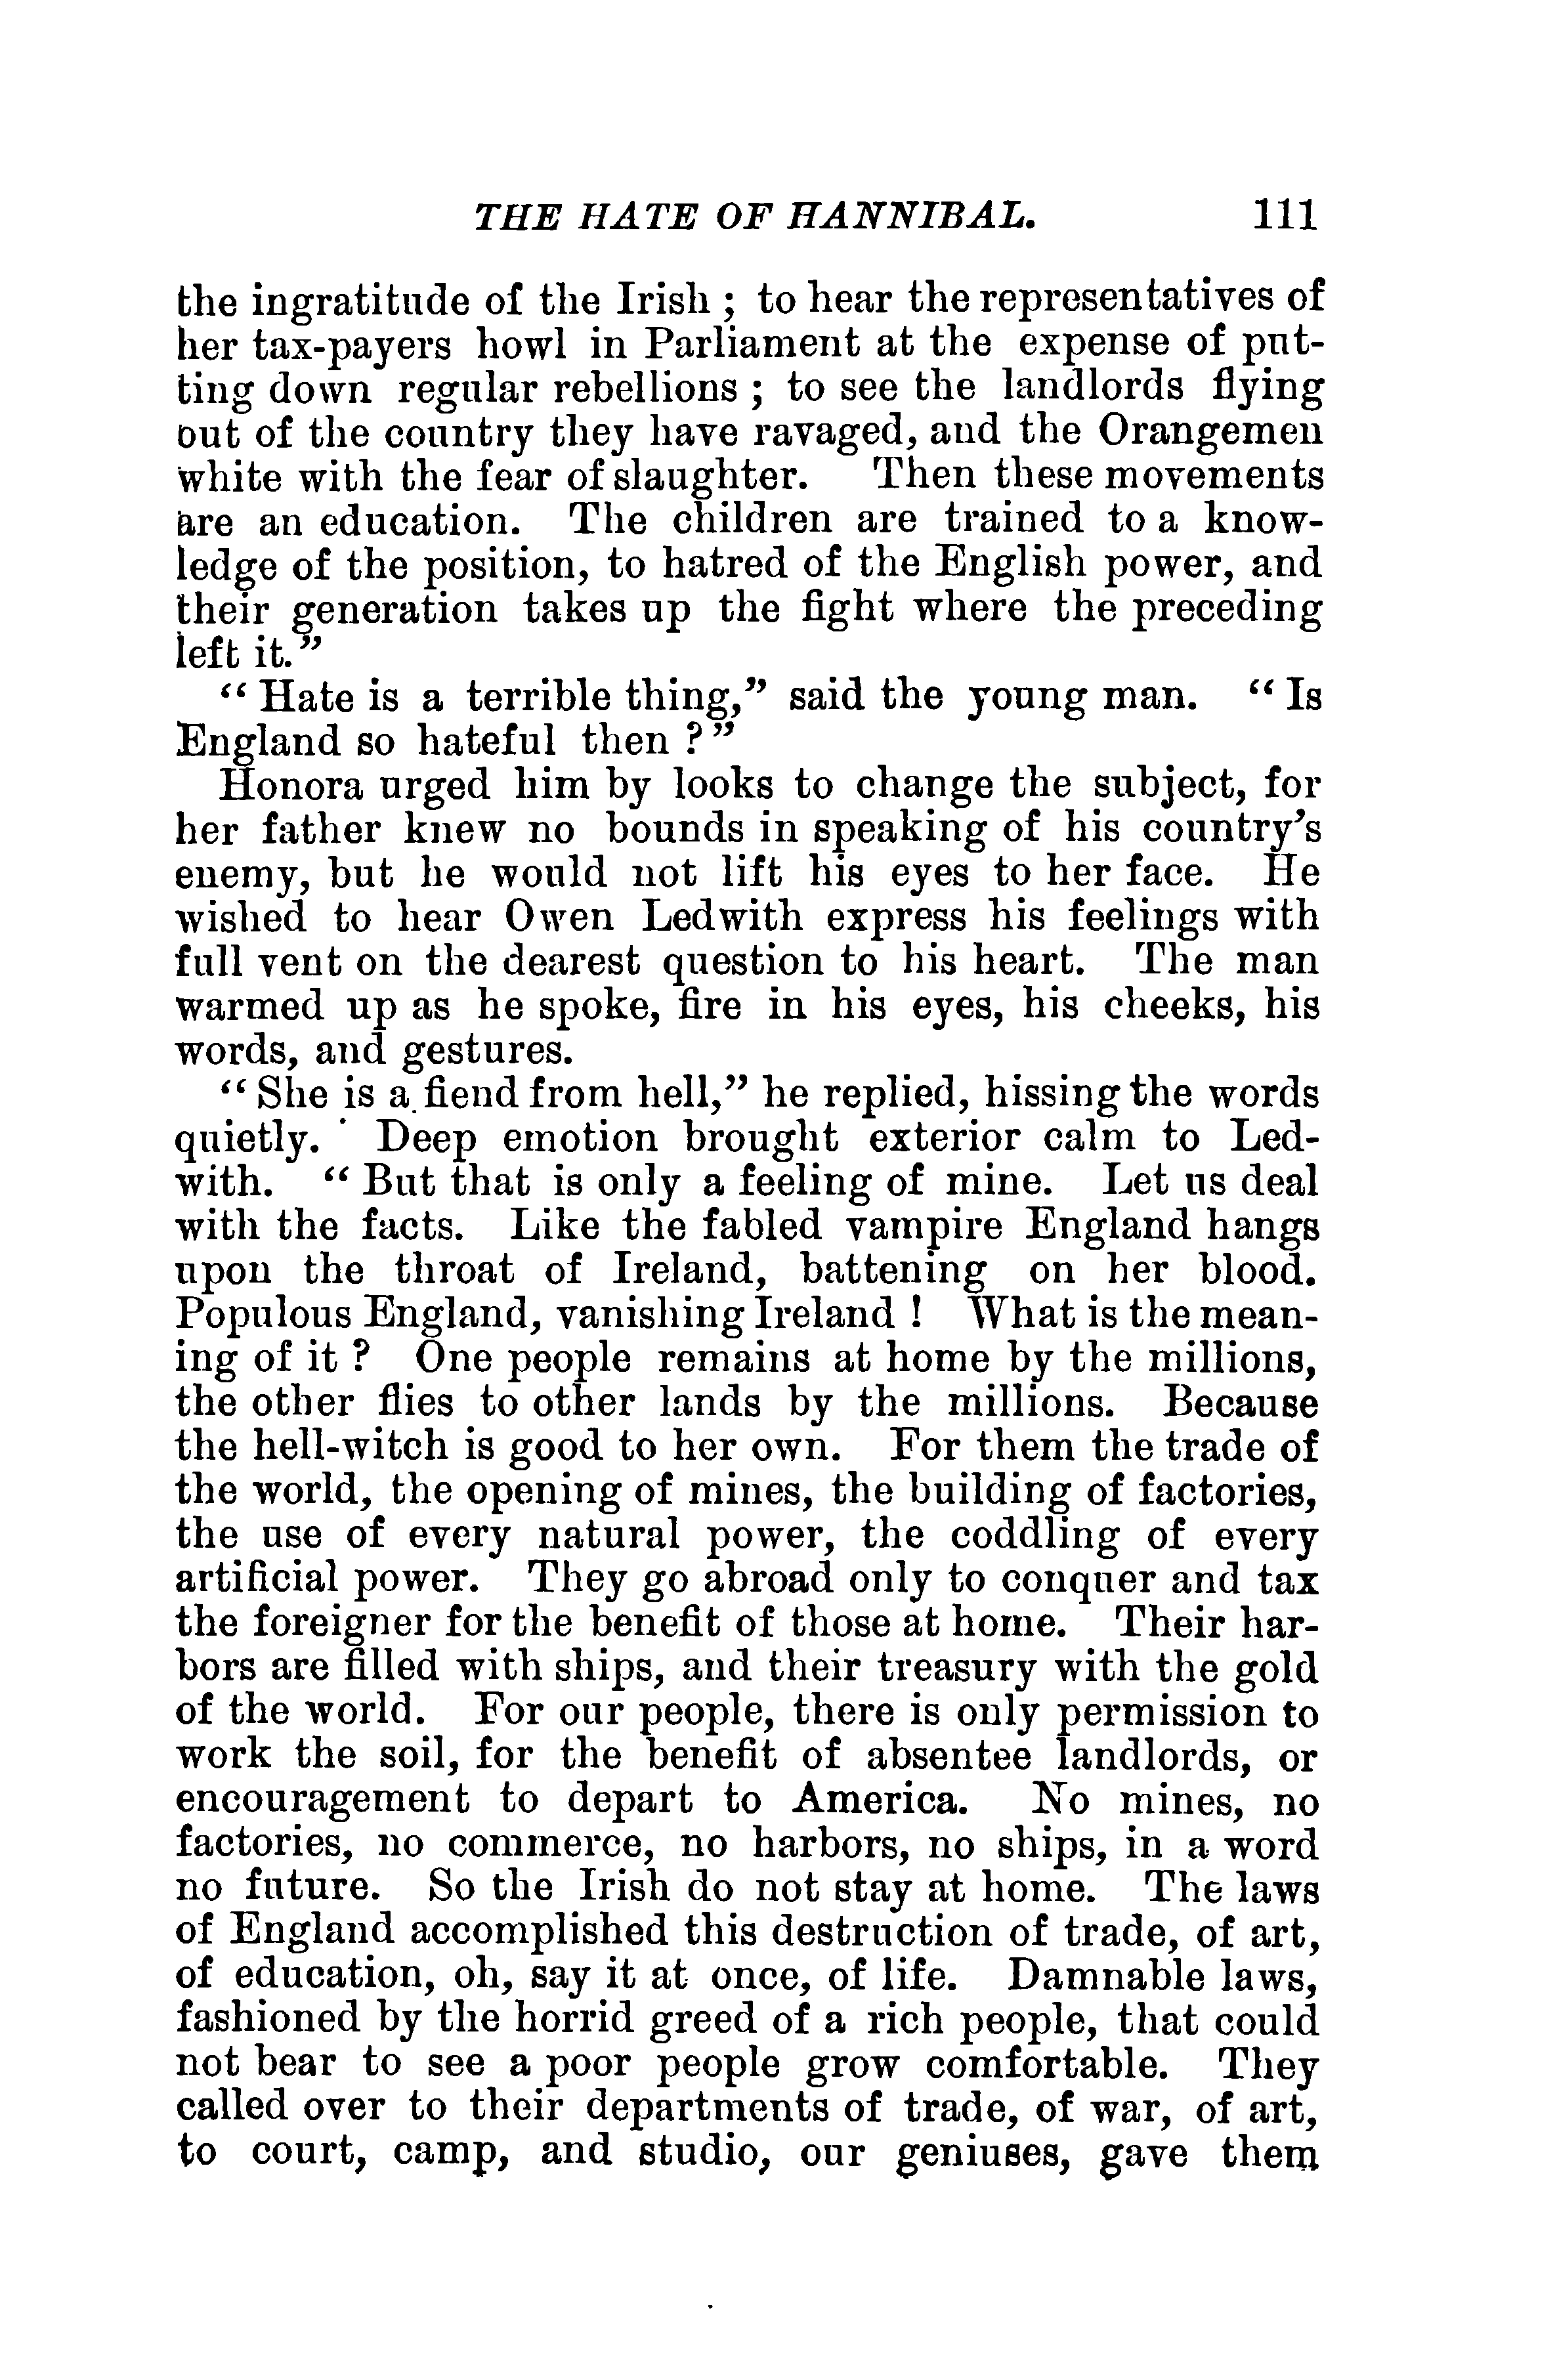 THE HATE OF HANNIBAL. 111
the ingratitude of the Irish ; to hear the representatives of
her tax-payers howl in Parliament at the expense of put-
ting down regular rebellions ; to see the landlords flying
out of the country they have ravaged, and the Orangemen
white with the fear of slaughter. Then these movements
are an education. The children are trained to a know-
ledge of the position, to hatred of the English power, and
their generation takes up the fight where the preceding
left it.”
“ Hate is a terrible thing,” said the young man. “ Is
England so hateful then ? ”
Honora urged him by looks to change the subject, for
her father knew no bounds in speaking of his country’s
enemy, but he would not lift his eyes to her face. He
wished to hear Owen Ledwith express his feelings with
full vent on the dearest question to his heart. The man
warmed up as he spoke, fire in his eyes, his cheeks, his
words, and gestures.
“ She is a fiend from hell,” he replied, hissing the words
quietly. Deep emotion brought exterior calm to Led-
with. “ But that is only a feeling of mine. Let us deal
with the facts. Like the fabled vampire England hangs
upon the throat of Ireland, battening on her blood.
Populous England, vanishing Ireland ! What is the mean-
ing of it ? One people remains at home by the millions,
the other flies to other lands by the millions. Because
the hell-witch is good to her own. For them the trade of
the world, the opening of mines, the building of factories,
the use of every natural power, the coddling of every
artificial power. They go abroad only to conquer and tax
the foreigner for the benefit of those at home. Their har-
bors are filled with ships, and their treasury with the gold
of the world. For our people, there is only permission to
work the soil, for the benefit of absentee landlords, or
encouragement to depart to America. No mines, no
factories, no commerce, no harbors, no ships, in a word
no future. So the Irish do not stay at home. The laws
of England accomplished this destruction of trade, of art,
of education, oh, say it at once, of life. Damnable laws,
fashioned by the horrid greed of a rich people, that could
not bear to see a poor people grow comfortable. They
called over to their departments of trade, of war, of art,
to court, camp, and studio, our geniuses, gave them